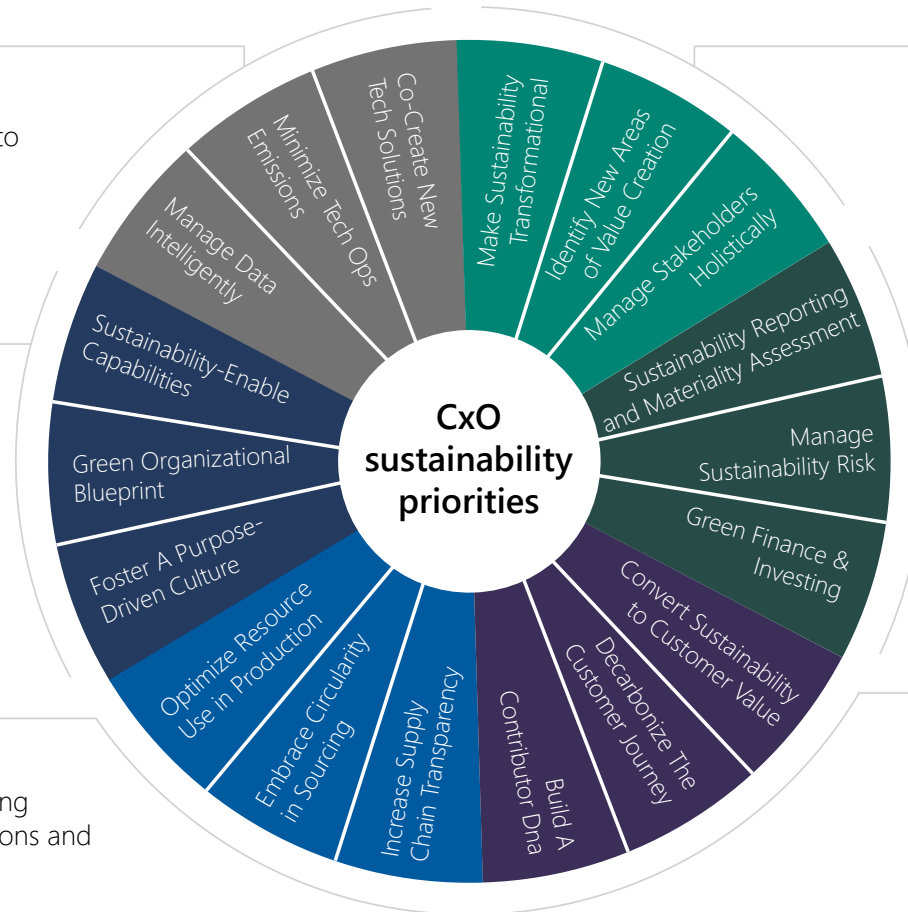 to
ng
ons and
CxO
sustainability
priorities
Make Sustainability
Transformational
Identify New Areas
of Value Creation
Manage Stakeholders
Holistically
Sustainability Reporting
and Materiality Assessment
Manage
Sustainability Risk
Green Finance &
Investing
Convert Sustainability
to Customer Value
Decarbonize The
Customer Journey
Build A
Contributor Dna
Increase Supply
Chain Transparency
Embrace Circularity
in Sourcing
Optimize Resource
Use in Production
Foster A Purpose-
Driven Culture
Green Organizational
Blueprint
Sustainability-Enable
Capabilities
Manage Data
Intelligently
Minimize Tech Ops
Emissions
Co-Create New
Tech Solutions